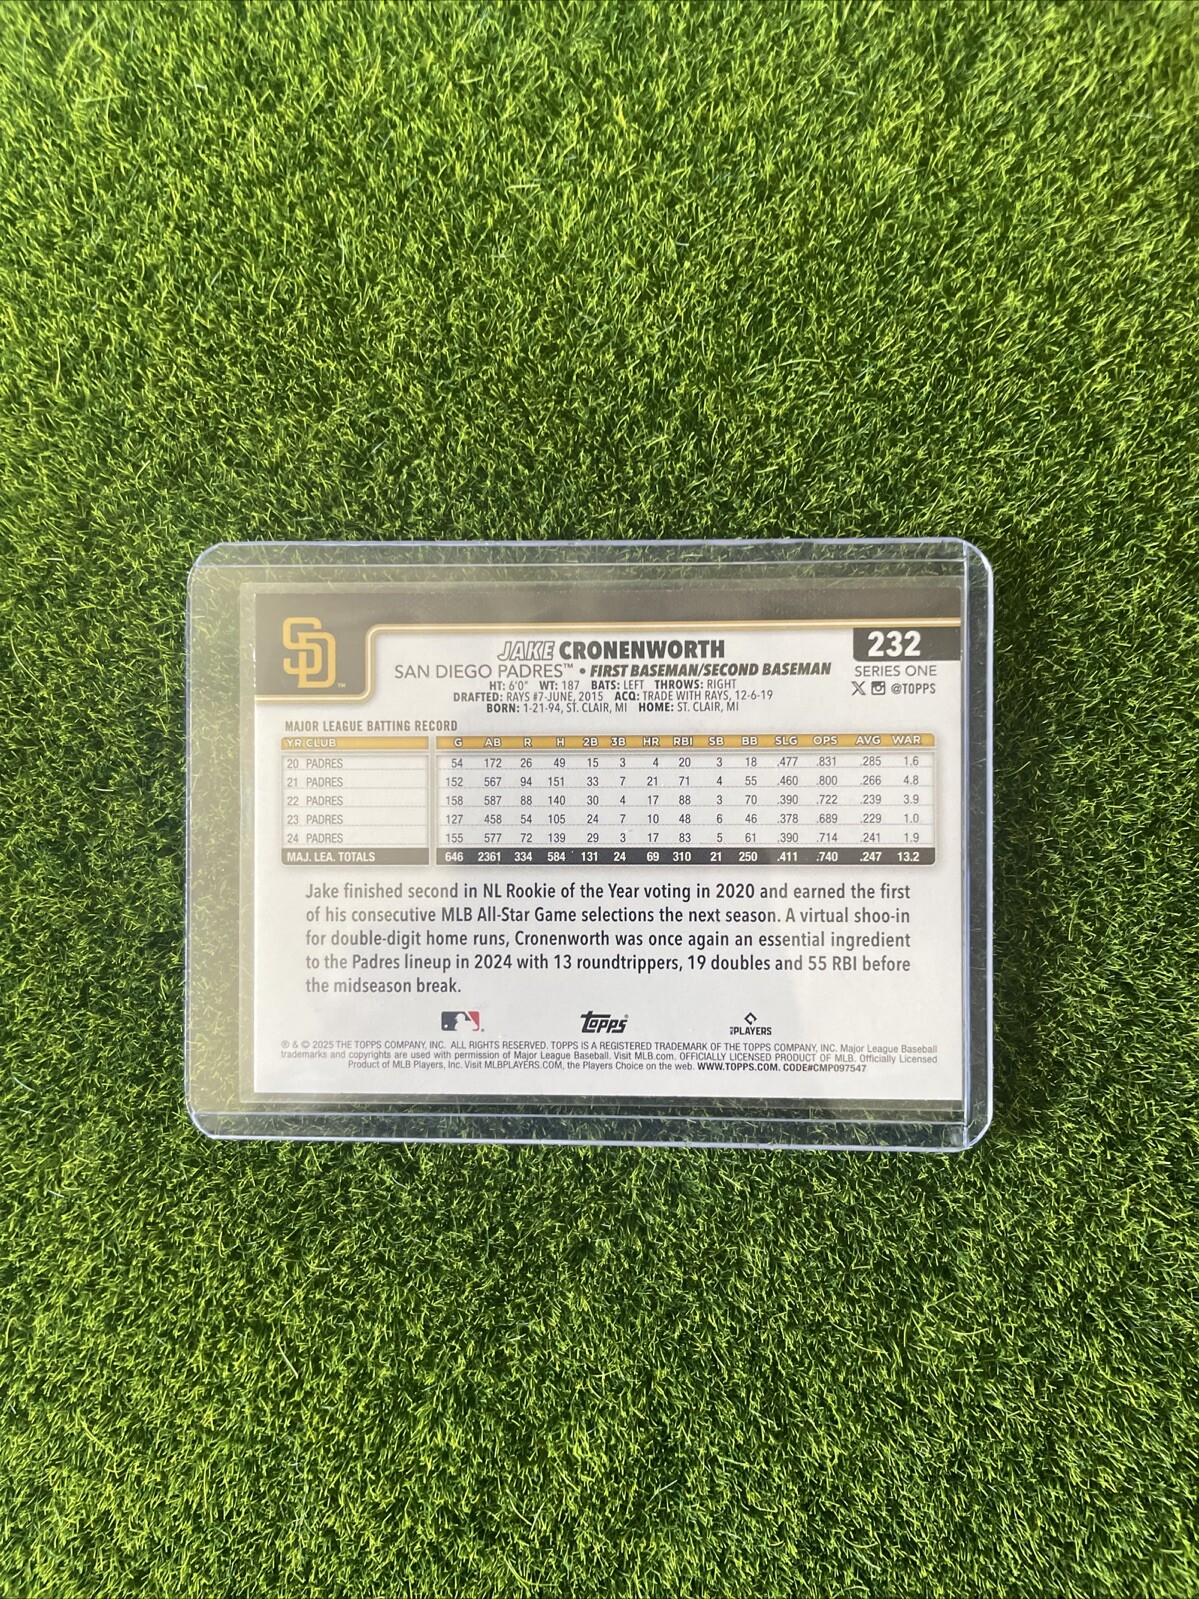 SD™
JAKE CRONENWORTH
232
SAN DIEGO PADRES™ • FIRST BASEMAN/SECOND BASEMAN
SERIES ONE
HT: 6'0" WT: 187 BATS: LEFT THROWS: RIGHT
@TOPPS
DRAFTED: RAYS #7-JUNE, 2015 ACQ: TRADE WITH RAYS, 12-6-19
BORN: 1-21-94, ST. CLAIR, MI HOME: ST. CLAIR, MI
MAJOR LEAGUE BATTING RECORD
YR CLUB G AB R H 2B 3B HR RBI SB BB SLG OPS AVG WAR
20 PADRES 54 172 26 49 15 3 4 20 3 18 .477 .831 .285 1.6
21 PADRES 152 567 94 151 33 7 21 71 4 55 .460 .800 .266 4.8
22 PADRES 158 587 88 140 30 4 17 88 3 70 .390 .722 .239 3.9
23 PADRES 127 458 54 105 24 7 10 48 6 46 .378 .689 .229 1.0
24 PADRES 155 577 72 139 29 3 17 83 5 61 .390 .714 .241 1.9
MAJ. LEA. TOTALS 646 2361 334 584 131 24 69 310 21 250 .411 .740 .247 13.2
Jake finished second in NL Rookie of the Year voting in 2020 and earned the first
of his consecutive MLB All-Star Game selections the next season. A virtual shoo-in
for double-digit home runs, Cronenworth was once again an essential ingredient
to the Padres lineup in 2024 with 13 roundtrippers, 19 doubles and 55 RBI before
the midseason break.
Topps®
MLB PLAYERS
® & © 2025 THE TOPPS COMPANY, INC. ALL RIGHTS RESERVED. TOPPS IS A REGISTERED TRADEMARK OF THE TOPPS COMPANY, INC. Major League Baseball
trademarks and copyrights are used with permission of Major League Baseball. Visit MLB.com. OFFICIALLY LICENSED PRODUCT OF MLB. Officially Licensed
Product of MLB Players, Inc. Visit MLBPLAYERS.COM, the Players Choice on the web. WWW.TOPPS.COM. CODE#CMP097547